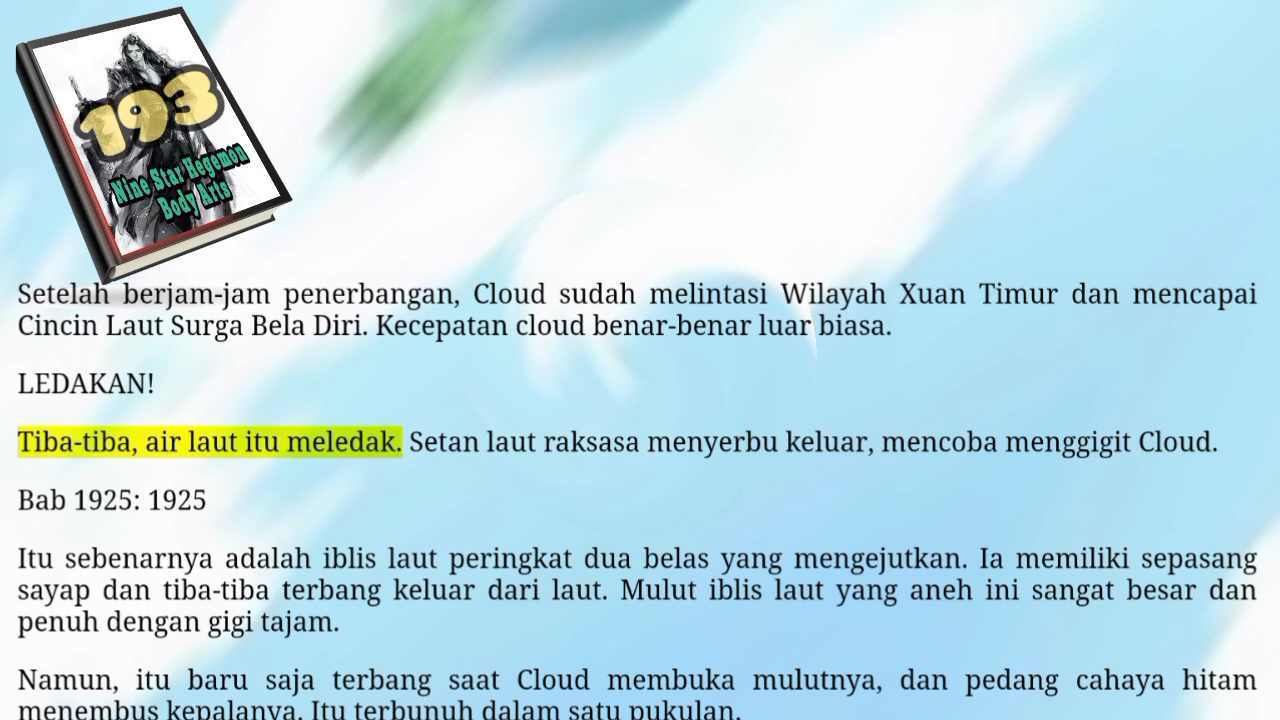 193
Nine Star Hegemon
Body Arts
Setelah berjam-jam penerbangan, Cloud sudah melintasi Wilayah Xuan Timur dan mencapai
Cincin Laut Surga Bela Diri. Kecepatan cloud benar-benar luar biasa.
LEDAKAN!
Tiba-tiba, air laut itu meledak. Setan laut raksasa menyerbu keluar, mencoba menggigit Cloud.
Bab 1925: 1925
Itu sebenarnya adalah iblis laut peringkat dua belas yang mengejutkan. Ia memiliki sepasang
sayap dan tiba-tiba terbang keluar dari laut. Mulut iblis laut yang aneh ini sangat besar dan
penuh dengan gigi tajam.
Namun, itu baru saja terbang saat Cloud membuka mulutnya, dan pedang cahaya hitam
menembus kepalanya. Itu terbunuh dalam satu pukulan.